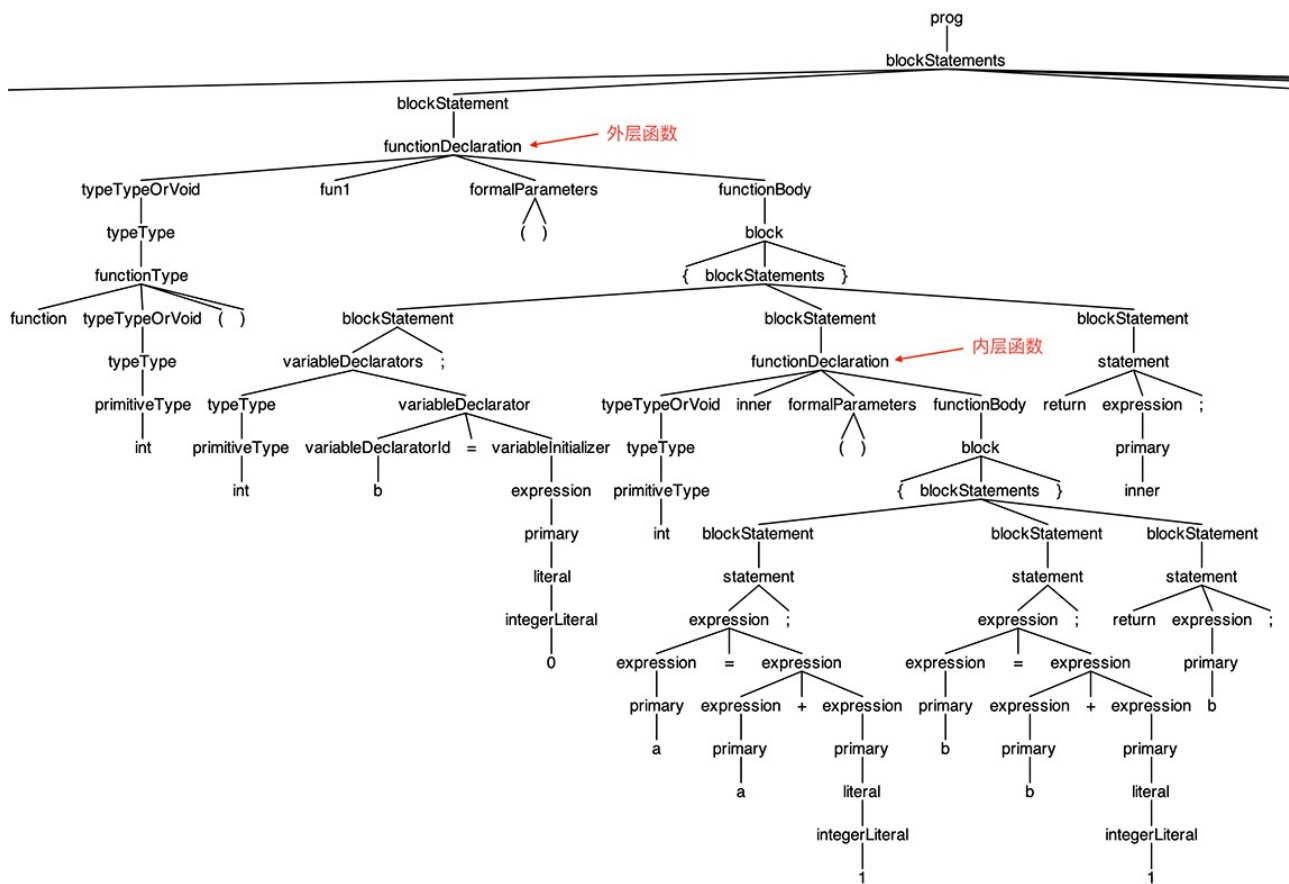 prog
blockStatements
blockStatement
functionDeclaration 外层函数
typeTypeOrVoid fun1 formalParameters functionBody
typeType ( ) block
functionType { blockStatements }
function typeTypeOrVoid ( ) blockStatement blockStatement blockStatement
typeType variableDeclarators ; functionDeclaration 内层函数 statement
primitiveType typeType variableDeclarator typeTypeOrVoid inner formalParameters functionBody return expression ;
int primitiveType variableDeclaratorId = variableInitializer typeType ( ) block primary
int b expression primitiveType { blockStatements } inner
primary int blockStatement blockStatement blockStatement
literal statement statement statement
integerLiteral expression ; expression ; return expression ;
0 expression = expression expression = expression primary
primary expression + expression primary expression + expression b
a primary primary b primary primary
a literal b literal
integerLiteral integerLiteral
1 1